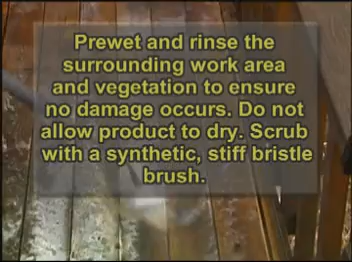 Prewet and rinse the
surrounding work area
and vegetation to ensure
no damage occurs. Do not
allow product to dry. Scrub
with a synthetic, stiff bristle
brush.